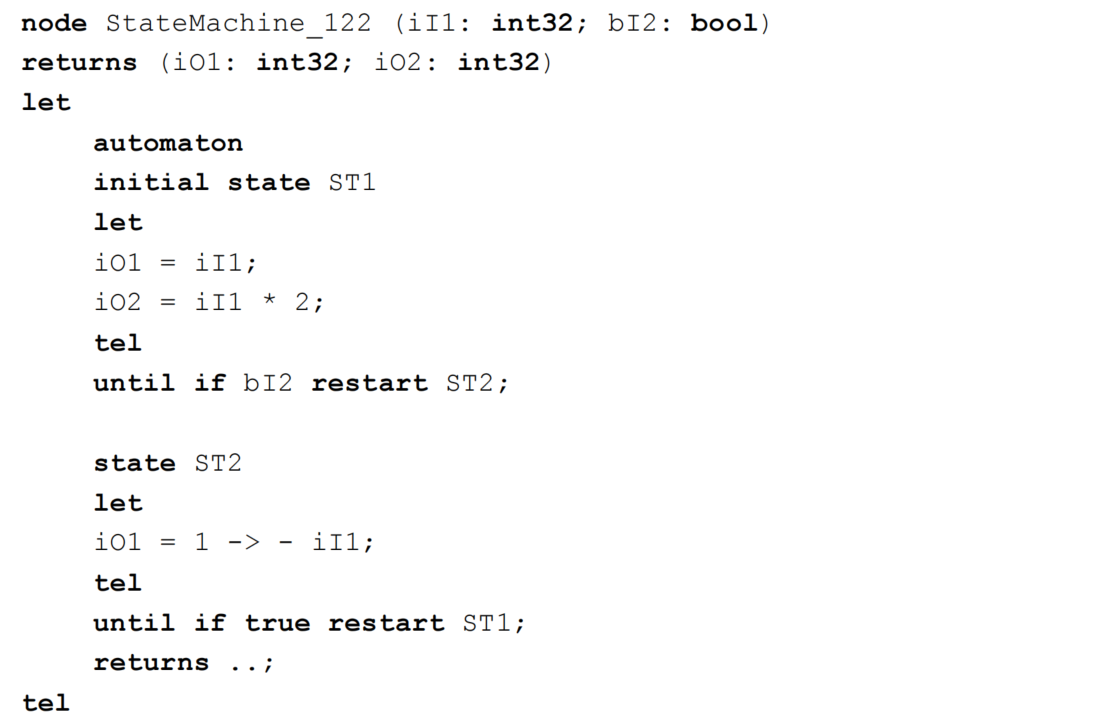 node StateMachine_122 (iI1: int32; bI2: bool)
returns (iO1: int32; iO2: int32)
let
automaton
initial state ST1
let
iO1 = iI1;
iO2 = iI1 * 2;
tel
until if bI2 restart ST2;
state ST2
let
iO1 = 1 -> - iI1;
tel
until if true restart ST1;
returns ..;
tel